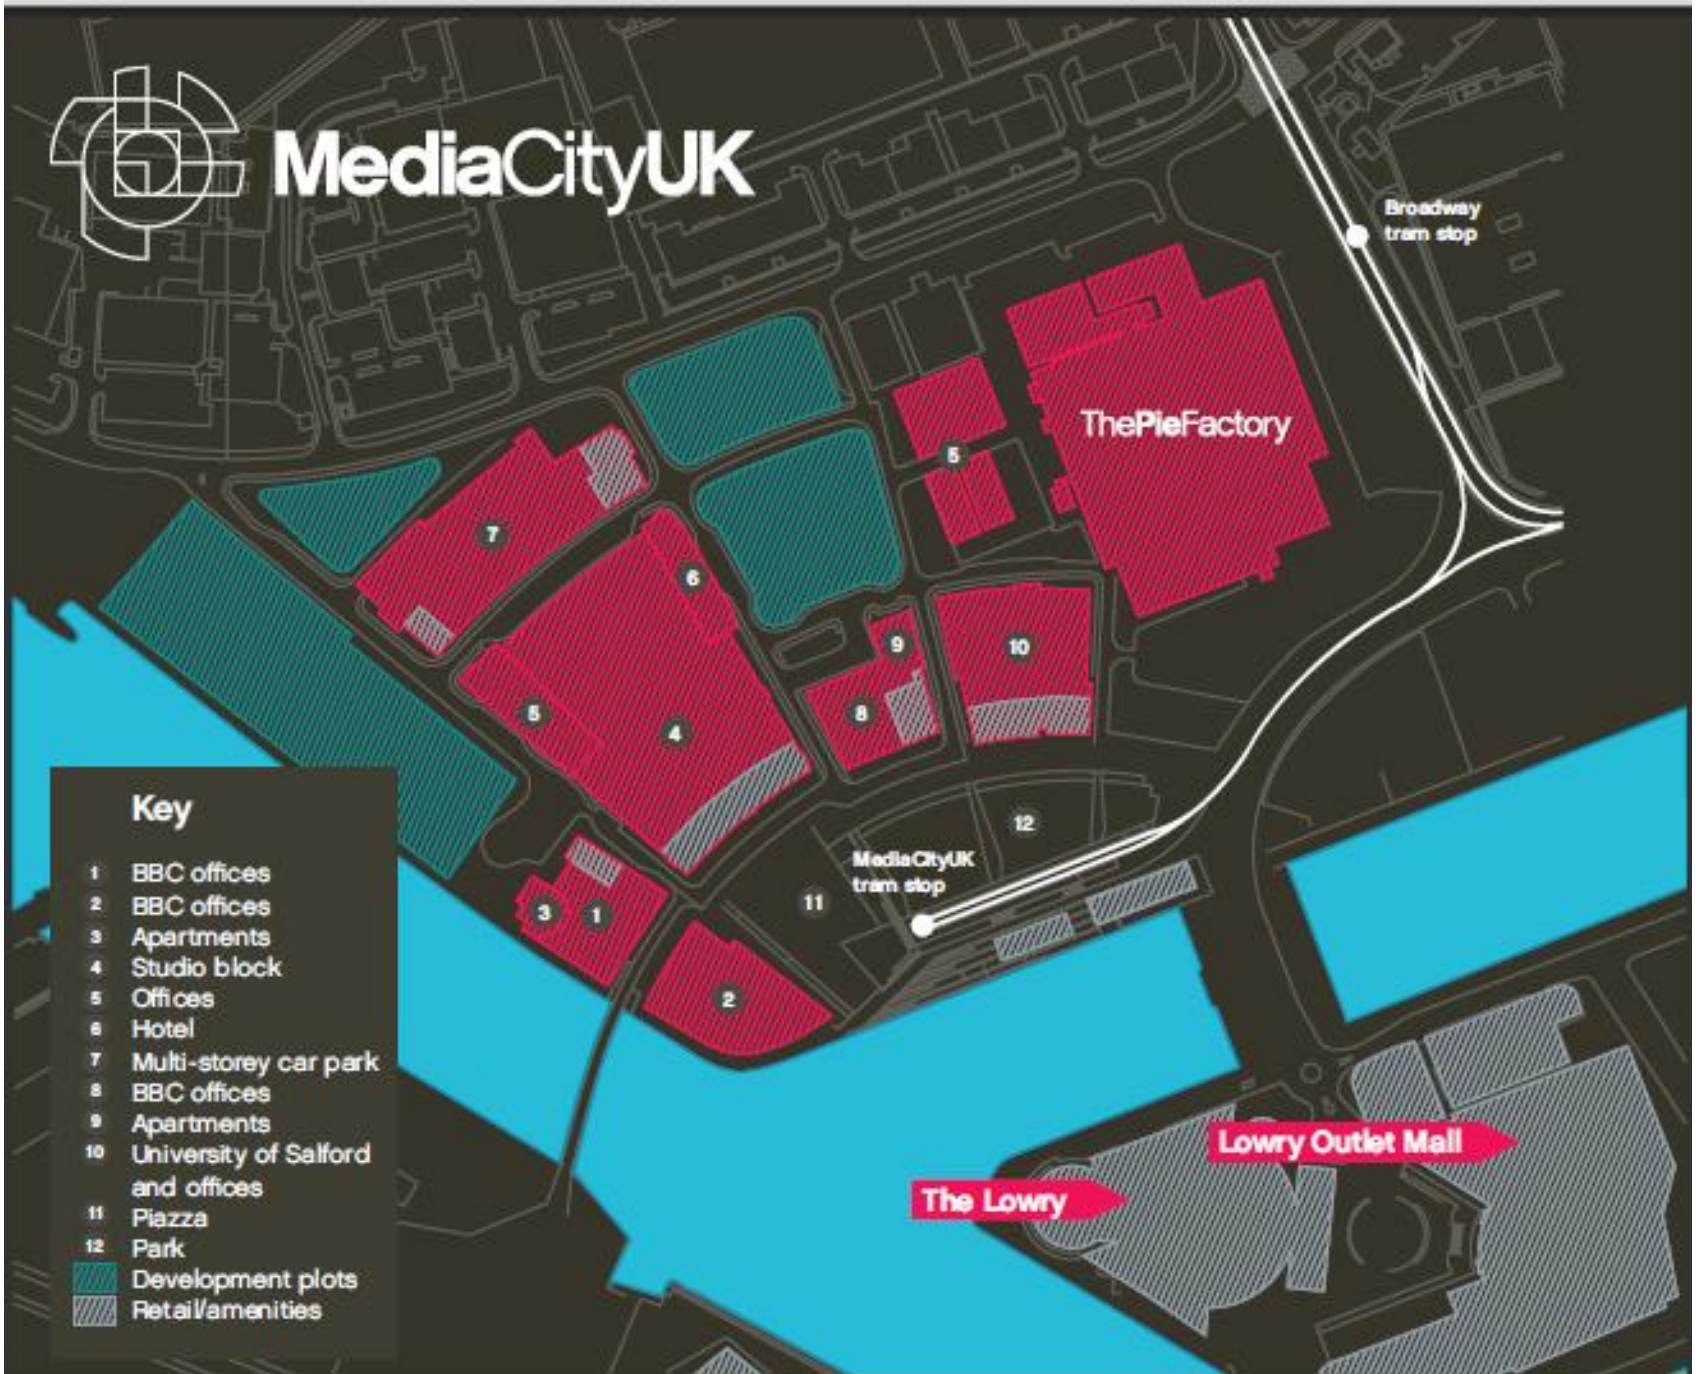 MediaCityUK
Broadway
tram stop
ThePieFactory
5
7
6
9
10
5
4
8
12
MediaCityUK
tram stop
11
3
1
2
Lowry Outlet Mall
The Lowry
Key
1 BBC offices
2 BBC offices
3 Apartments
4 Studio block
5 Offices
6 Hotel
7 Multi-storey car park
8 BBC offices
9 Apartments
10 University of Salford
and offices
11 Piazza
12 Park
Development plots
Retail/amenities